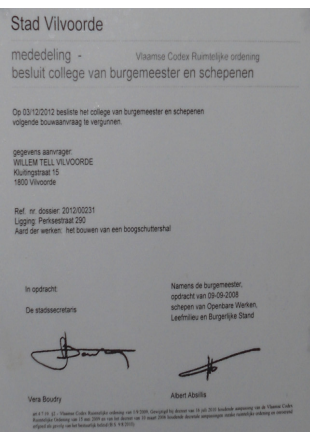 Stad Vilvoorde
mededeling - Vlaamse Codex Ruimtelijke ordening
besluit college van burgemeester en schepenen
Op 03/12/2012 besliste het college van burgemeester en schepenen
volgende bouwaanvraag te vergunnen.
gegevens aanvrager:
WILLEM TELL VILVOORDE
Kluitingstraat 15
1800 Vilvoorde
Ref. nr. dossier: 2012/00231
Ligging: Perksestraat 290
Aard der werken: het bouwen van een boogschuttershal
In opdracht:
De stadssecretaris
Namens de burgemeester,
opdracht van 09-09-2008
schepen van Openbare Werken,
Leefmilieu en Burgerlijke Stand
Vera Boudry
Albert Absillis